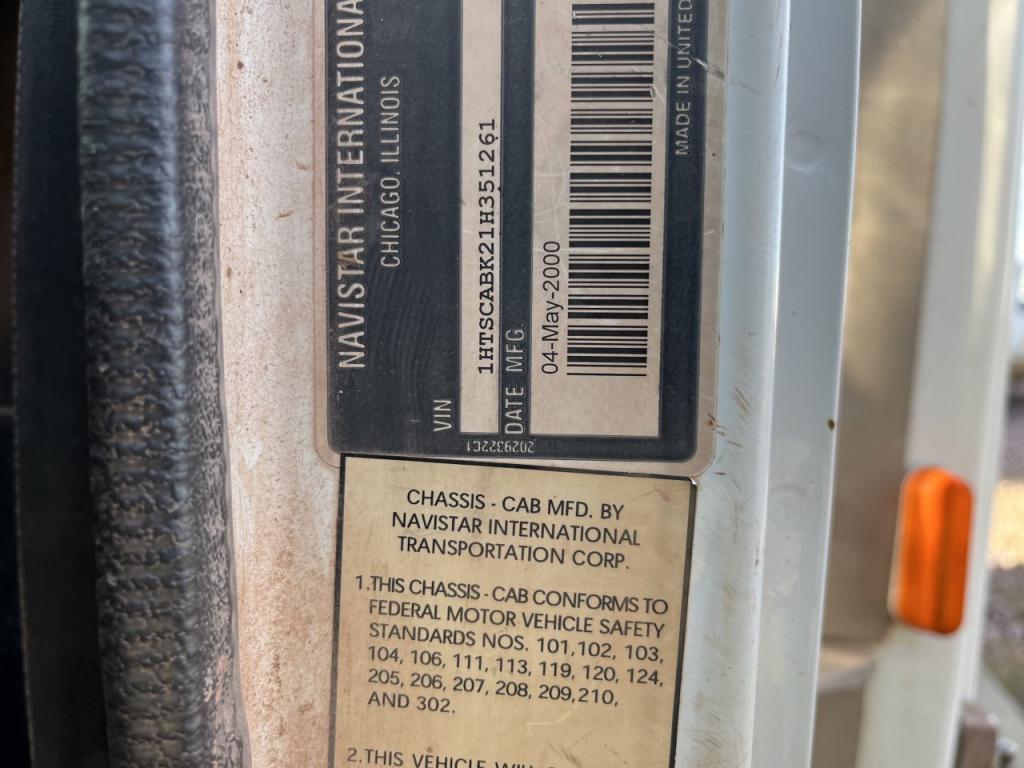 NAVISTAR INTERNATIONA
CHICAGO, ILLINOIS
VIN
1HTSCABK21H351261
DATE MFG.
04-May-2000
MADE IN UNITED
2029322C1
CHASSIS - CAB MFD. BY
NAVISTAR INTERNATIONAL
TRANSPORTATION CORP.
1.THIS CHASSIS - CAB CONFORMS TO
FEDERAL MOTOR VEHICLE SAFETY
STANDARDS NOS. 101,102, 103,
104, 106, 111, 113, 119, 120, 124,
205, 206, 207, 208, 209,210,
AND 302.
2.THIS VEHICLE WILL